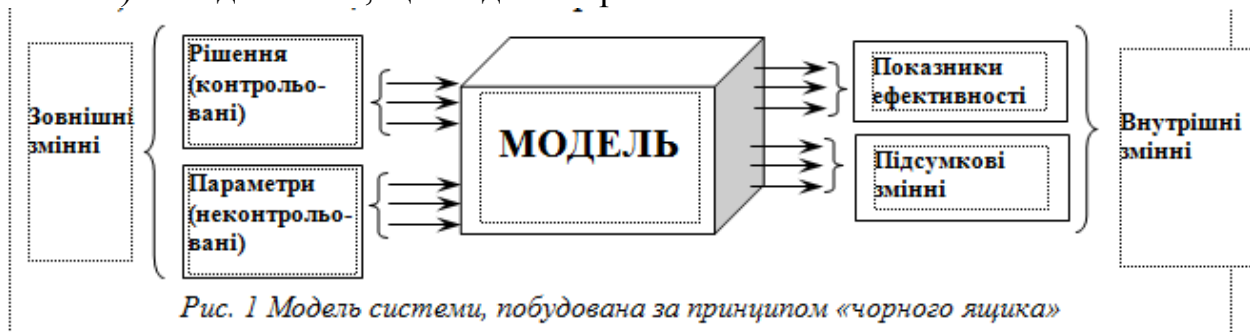 Зовнішні
змінні
Рішення
(контрольо-
вані)
Параметри
(неконтрольо-
вані)
МОДЕЛЬ
Показники
ефективності
Підсумкові
змінні
Внутрішні
змінні
Рис. 1 Модель системи, побудована за принципом «чорного ящика»